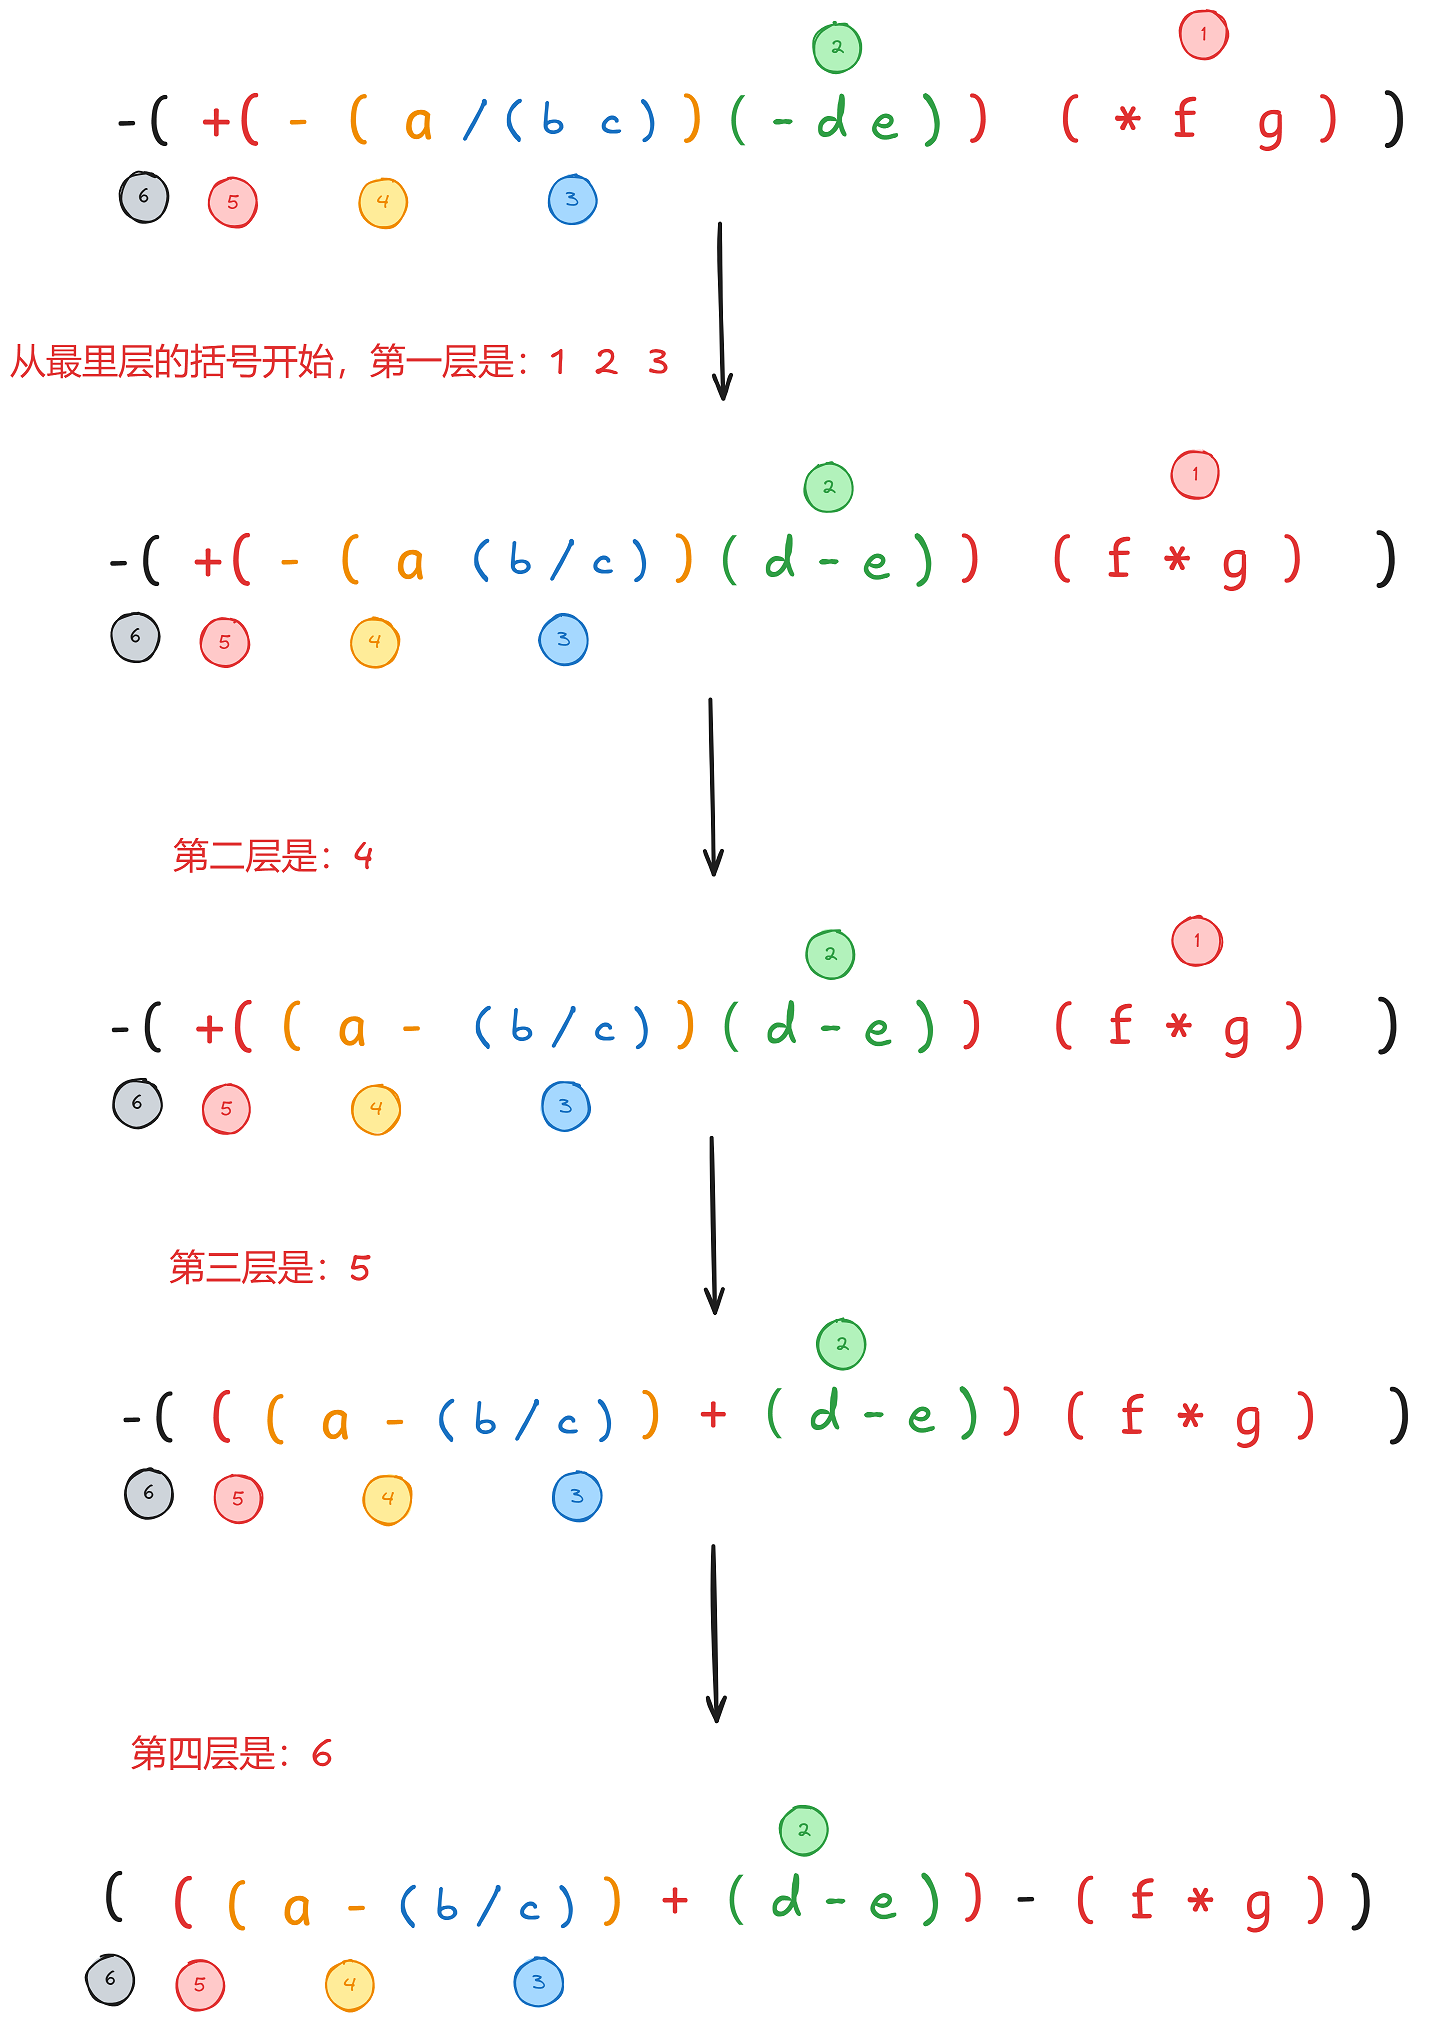 2 1
-( +( - ( a /( b c ) ) ( - d e ) ) ( * f g ) )
6 5 4 3
从最里层的括号开始，第一层是：1 2 3
2 1
-( +( - ( a ( b / c ) ) ( d - e ) ) ( f * g ) )
6 5 4 3
第二层是：4
2 1
-( +( ( a - ( b / c ) ) ( d - e ) ) ( f * g ) )
6 5 4 3
第三层是：5
2
-( ( ( a - ( b / c ) ) + ( d - e ) ) ( f * g ) )
6 5 4 3
第四层是：6
2
( ( ( a - ( b / c ) ) + ( d - e ) ) - ( f * g ) )
6 5 4 3